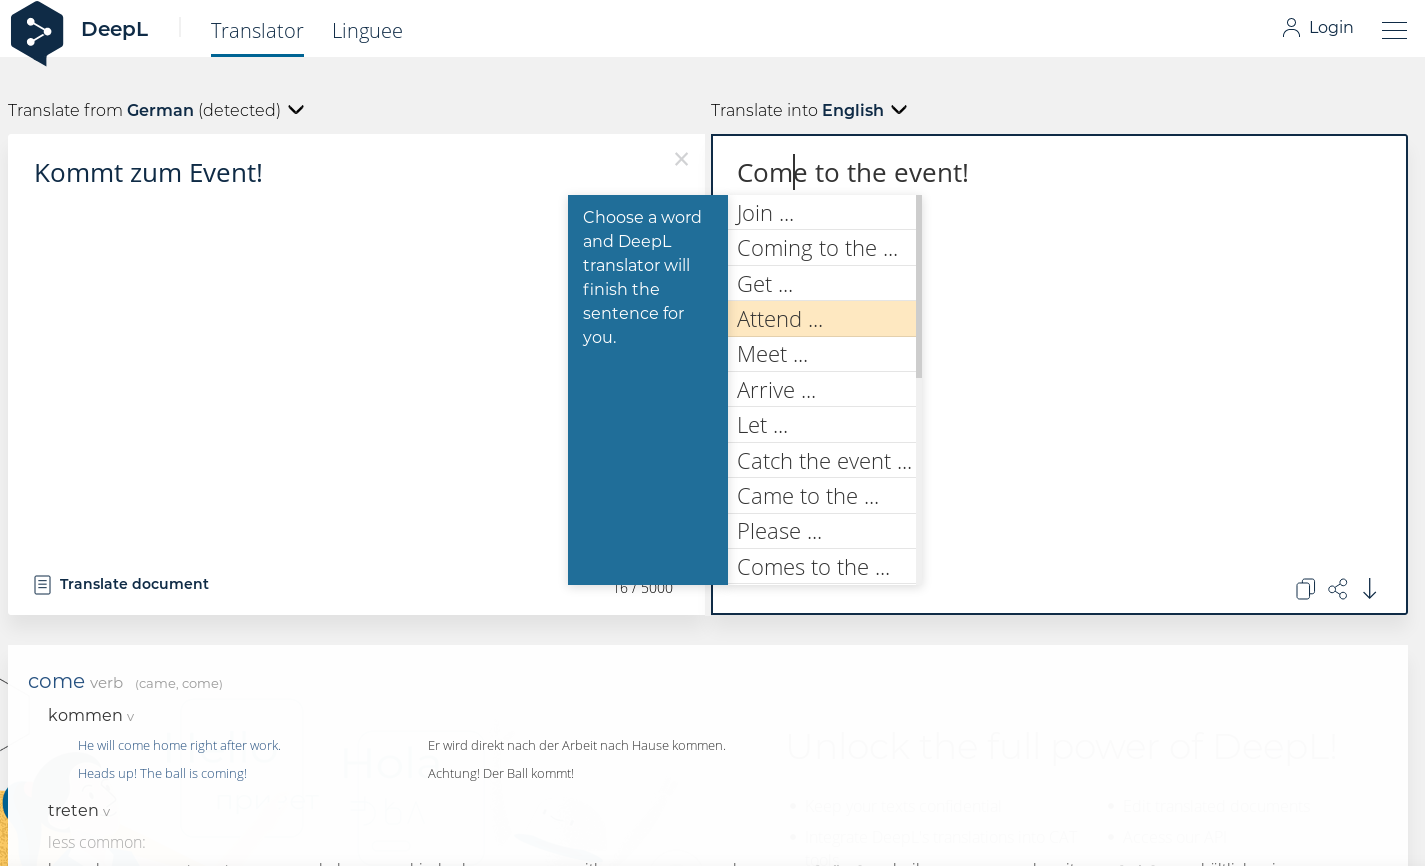 DeepL
Translator
Linguee
Login
Translate from German (detected)
Translate into English
Kommt zum Event!
Come to the event!
Choose a word
and DeepL
translator will
finish the
sentence for
you.
Join ...
Coming to the ...
Get ...
Attend ...
Meet ...
Arrive ...
Let ...
Catch the event ...
Came to the ...
Please ...
Comes to the ...
Translate document
16 / 5000
come verb (came, come)
kommen v
He will come home right after work.
Er wird direkt nach der Arbeit nach Hause kommen.
Heads up! The ball is coming!
Achtung! Der Ball kommt!
treten v
less common:
Hola
Unlock the full power of DeepL!